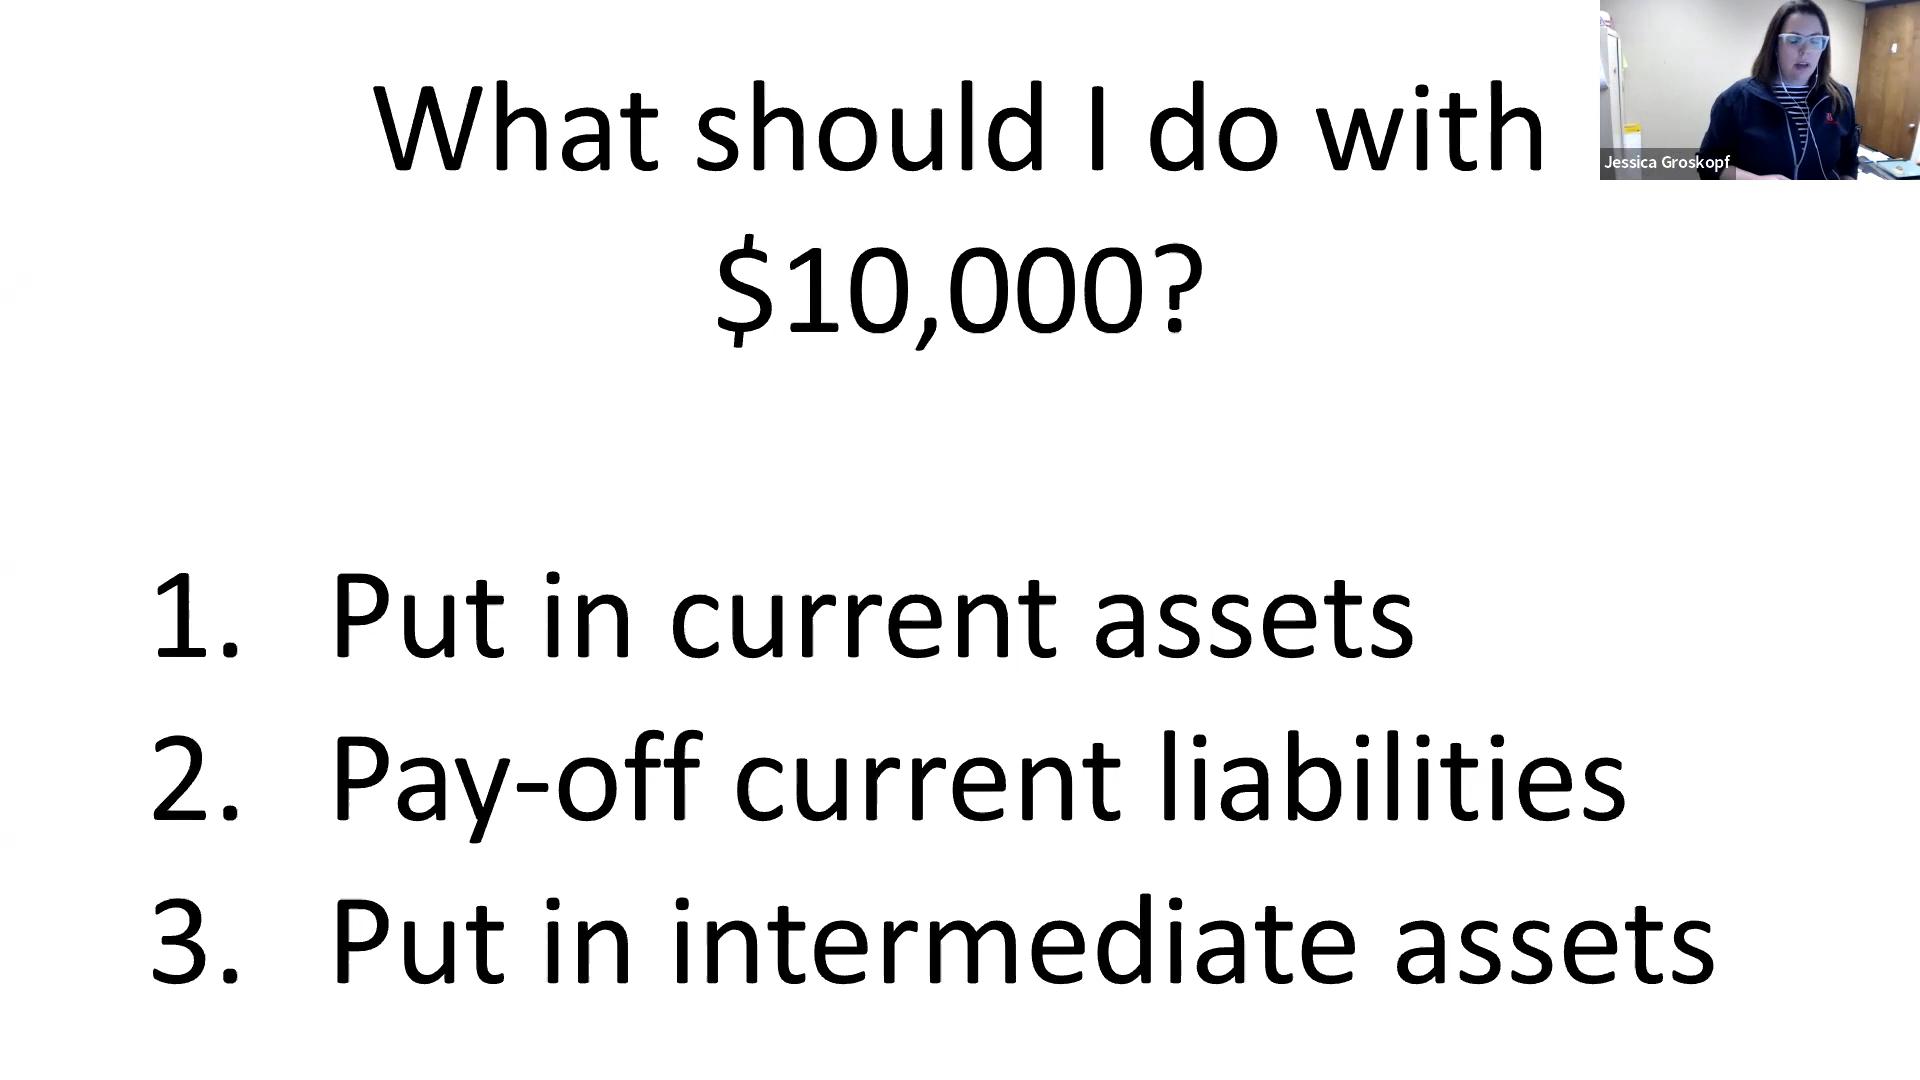 What should I do with
$10,000?
Jessica Groskopf
1. Put in current assets
2. Pay-off current liabilities
3. Put in intermediate assets